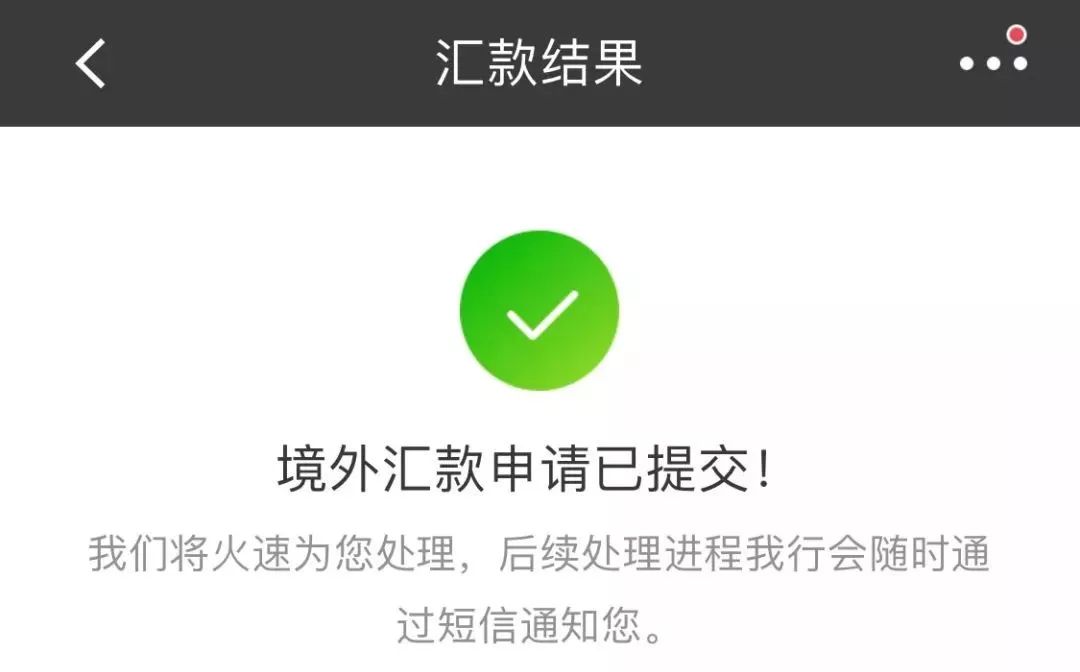 汇款结果
境外汇款申请已提交！
我们将火速为您处理，后续处理进程我行会随时通
过短信通知您。